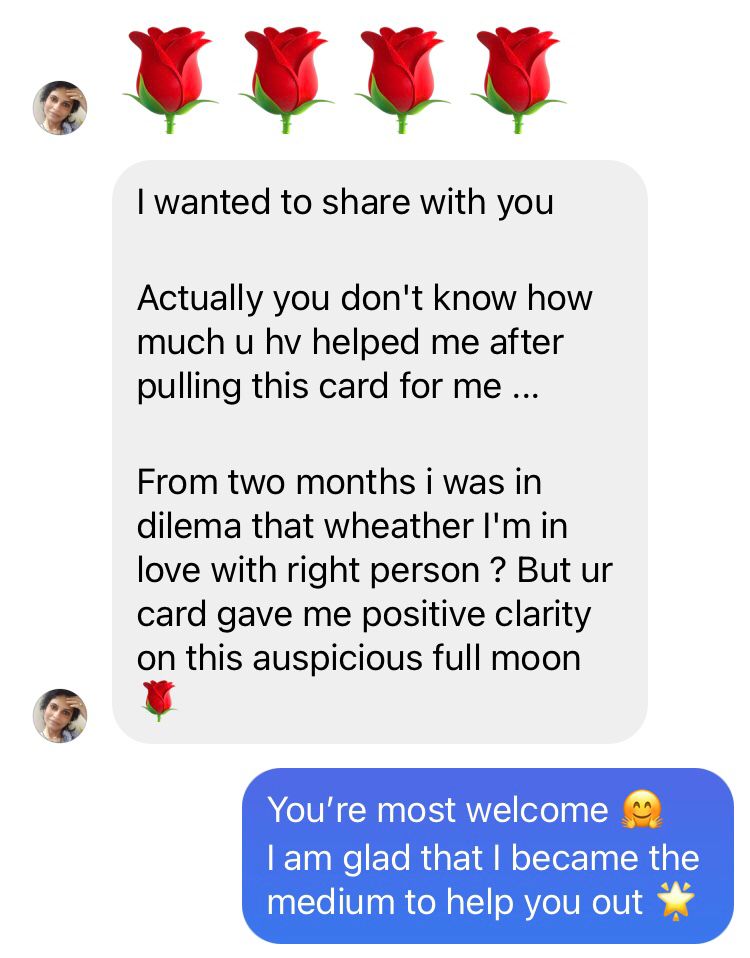 🌹🌹🌹🌹
I wanted to share with you
Actually you don't know how
much u hv helped me after
pulling this card for me ...
From two months i was in
dilema that wheather I'm in
love with right person ? But ur
card gave me positive clarity
on this auspicious full moon
🌹
You’re most welcome 🤗
I am glad that I became the
medium to help you out 🌟